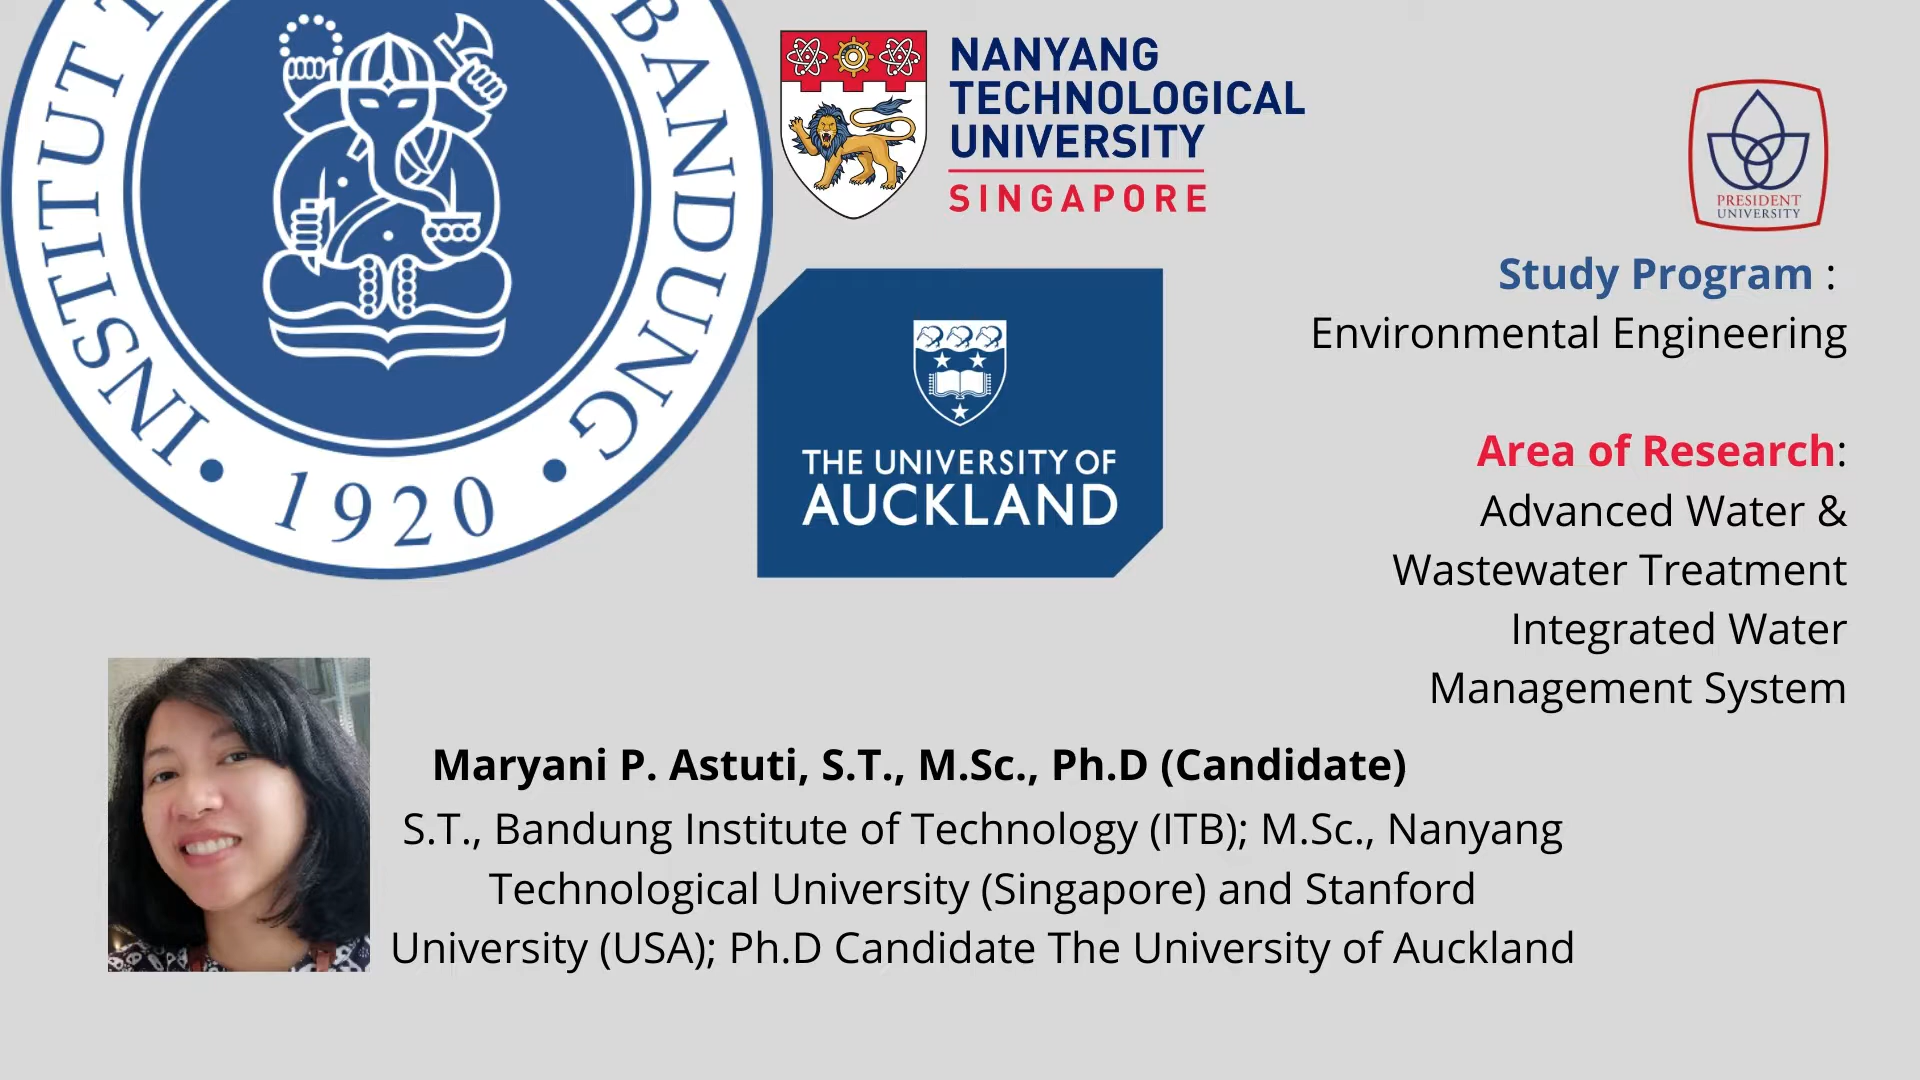 INSTITUT T
BANDUNG
1920
NANYANG
TECHNOLOGICAL
UNIVERSITY
SINGAPORE
THE UNIVERSITY OF
AUCKLAND
PRESIDENT
UNIVERSITY
Study Program :
Environmental Engineering
Area of Research:
Advanced Water &
Wastewater Treatment
Integrated Water
Management System
Maryani P. Astuti, S.T., M.Sc., Ph.D (Candidate)
S.T., Bandung Institute of Technology (ITB); M.Sc., Nanyang
Technological University (Singapore) and Stanford
University (USA); Ph.D Candidate The University of Auckland